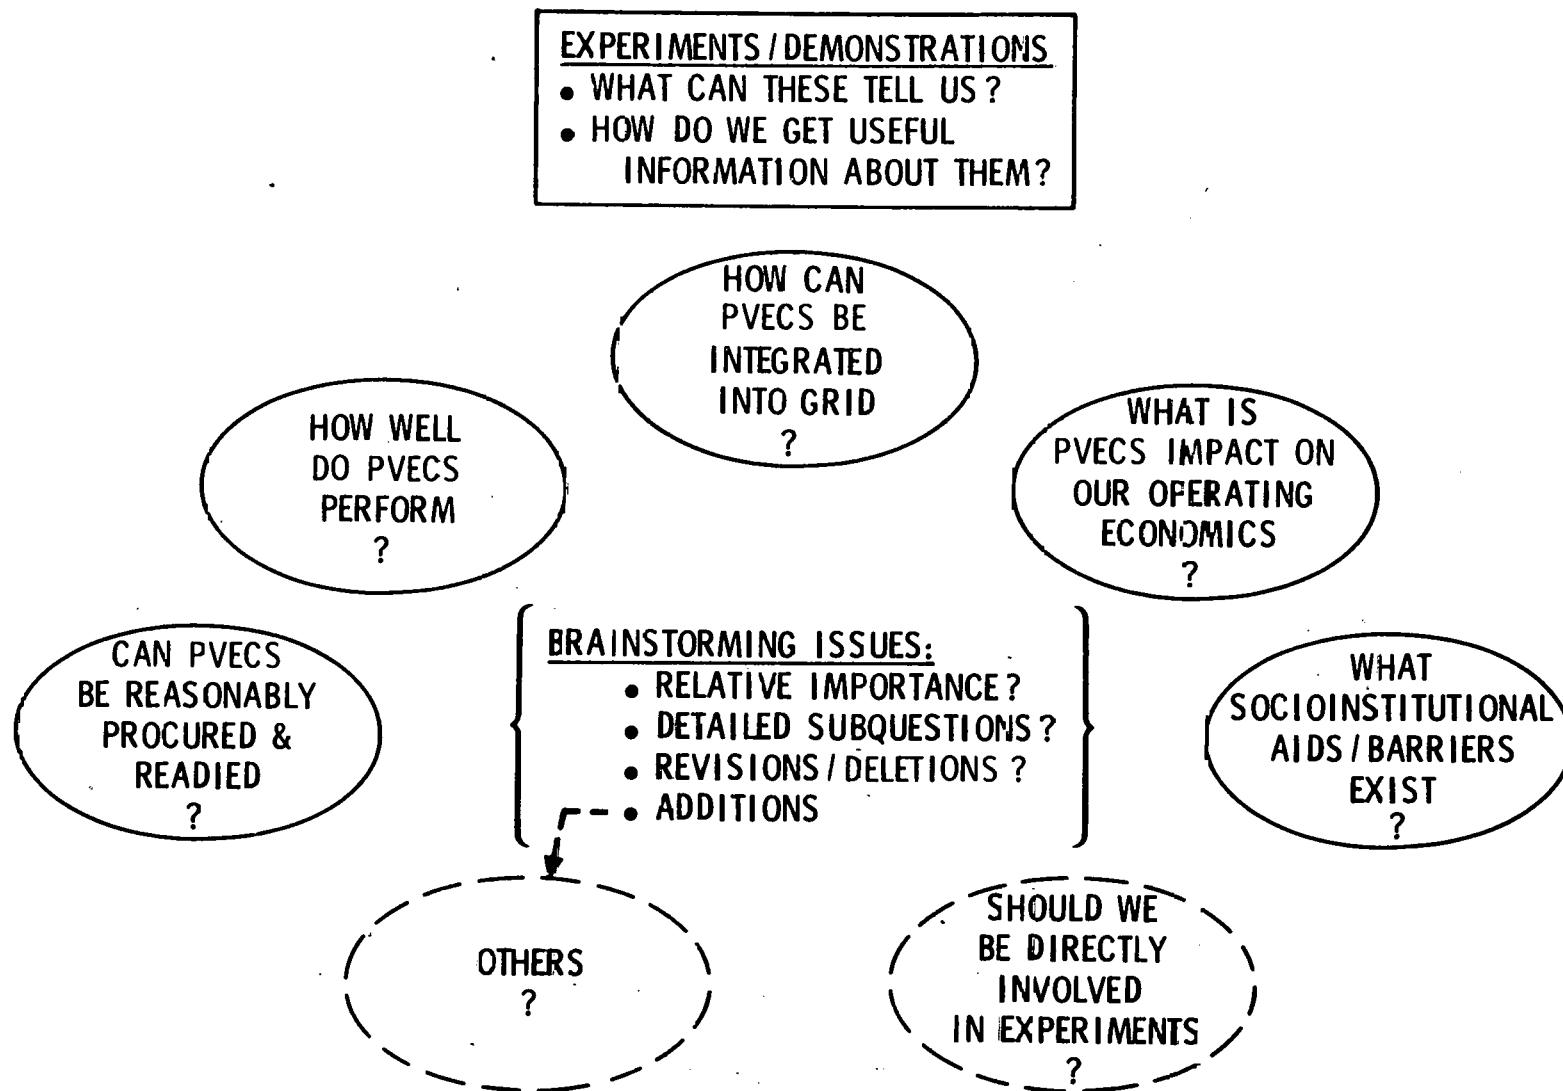 EXPERIMENTS/DEMONSTRATIONS
• WHAT CAN THESE TELL US?
• HOW DO WE GET USEFUL
INFORMATION ABOUT THEM?
HOW CAN
PVECS BE
INTEGRATED
INTO GRID
?
HOW WELL
DO PVECS
PERFORM
?
WHAT IS
PVECS IMPACT ON
OUR OPERATING
ECONOMICS
?
CAN PVECS
BE REASONABLY
PROCURED &
READIED
?
BRAINSTORMING ISSUES:
• RELATIVE IMPORTANCE?
• DETAILED SUBQUESTIONS?
• REVISIONS/DELETIONS?
• ADDITIONS
WHAT
SOCIOINSTITUTIONAL
AIDS/BARRIERS
EXIST
?
OTHERS
?
SHOULD WE
BE DIRECTLY
INVOLVED
IN EXPERIMENTS
?